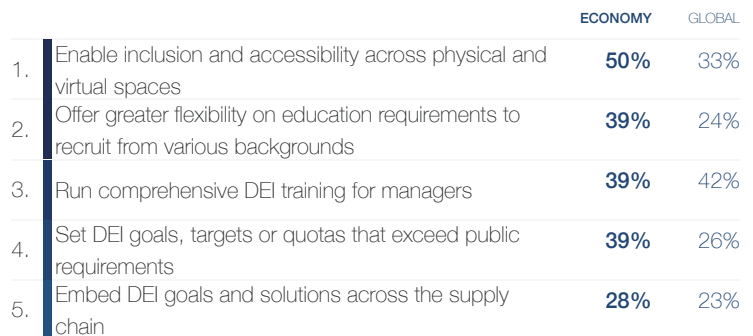 ECONOMY GLOBAL
1. Enable inclusion and accessibility across physical and
virtual spaces 50% 33%
2. Offer greater flexibility on education requirements to
recruit from various backgrounds 39% 24%
3. Run comprehensive DEI training for managers 39% 42%
4. Set DEI goals, targets or quotas that exceed public
requirements 39% 26%
5. Embed DEI goals and solutions across the supply
chain 28% 23%